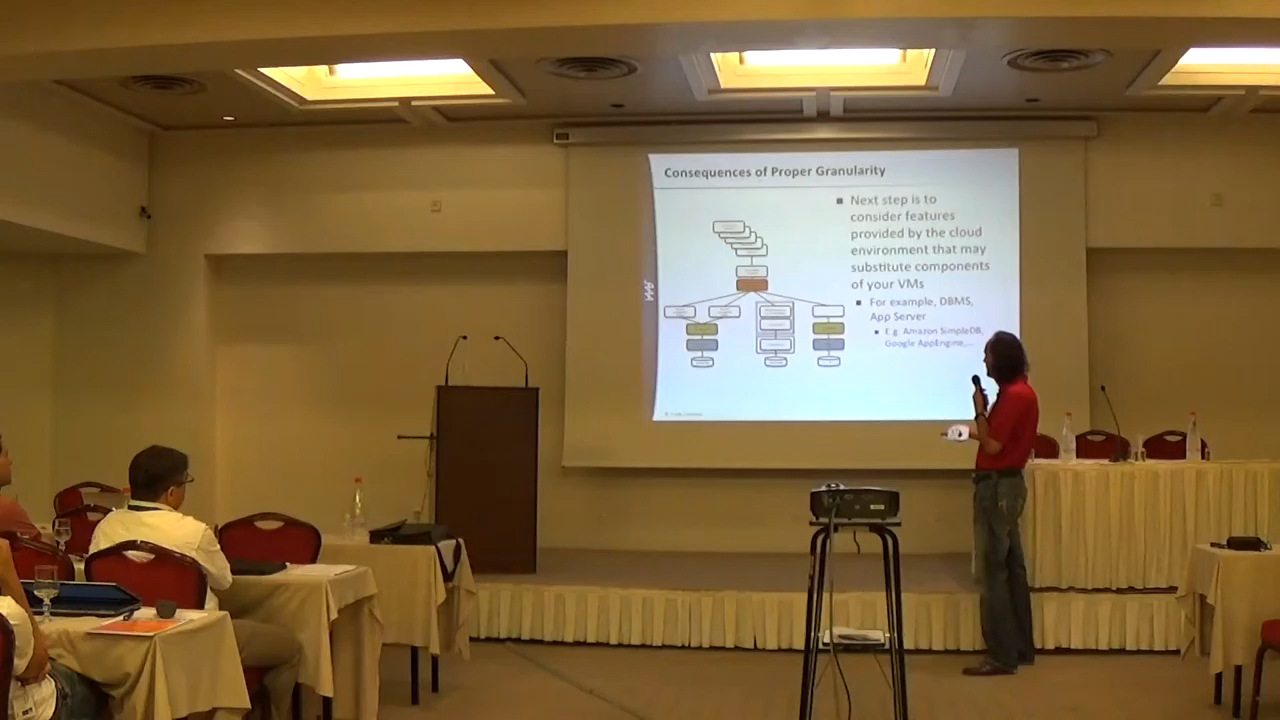 Consequences of Proper Granularity
Next step is to
consider features
provided by the cloud
environment that may
substitute components
of your VMs
For example, DBMS,
App Server
E.g. Amazon SimpleDB,
Google AppEngine,...